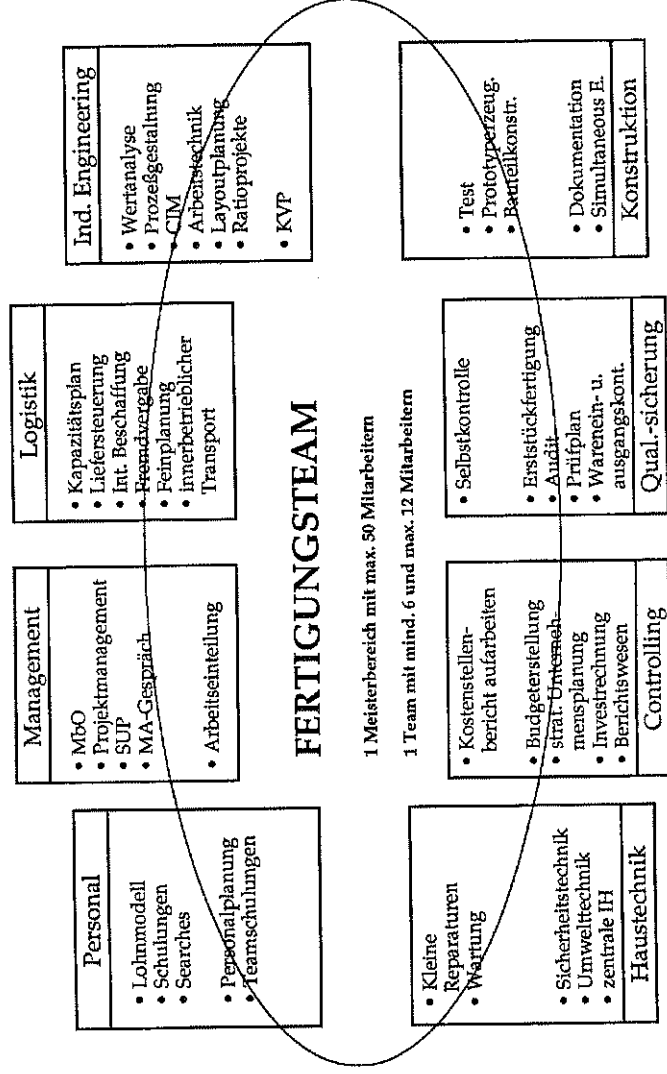 Personal
• Lohnmodell
• Schulungen
• Searches
• Personalplanung
• Teamschulungen
Management
• MbO
• Projektmanagement
• SUP
• MA-Gespräch
• Arbeitseinteilung
Logistik
• Kapazitätsplan
• Liefersteuerung
• Int. Beschaffung
• Fremdvergabe
• Feinplanung
• innerbetrieblicher
Transport
Ind. Engineering
• Wertanalyse
• Prozeßgestaltung
• CIM
• Arbeitstechnik
• Layoutplanung
• Ratioprojekte
• KVP
FERTIGUNGSTEAM
1 Meisterbereich mit max. 50 Mitarbeitern
1 Team mit mind. 6 und max. 12 Mitarbeitern
• Kleine
Reparaturen
• Wartung
• Sicherheitstechnik
• Umwelttechnik
• zentrale IH
Haustechnik
• Kostenstellen-
bericht aufarbeiten
• Budgeterstellung
• strat. Unterneh-
mensplanung
• Investrechnung
• Berichtswesen
Controlling
• Selbstkontrolle
• Erststückfertigung
• Audit
• Prüfplan
• Warenein- u.
ausgangskont.
Qual.-sicherung
• Test
• Prototyperzeug.
• Bauteilkonstr.
• Dokumentation
• Simultaneous E.
Konstruktion